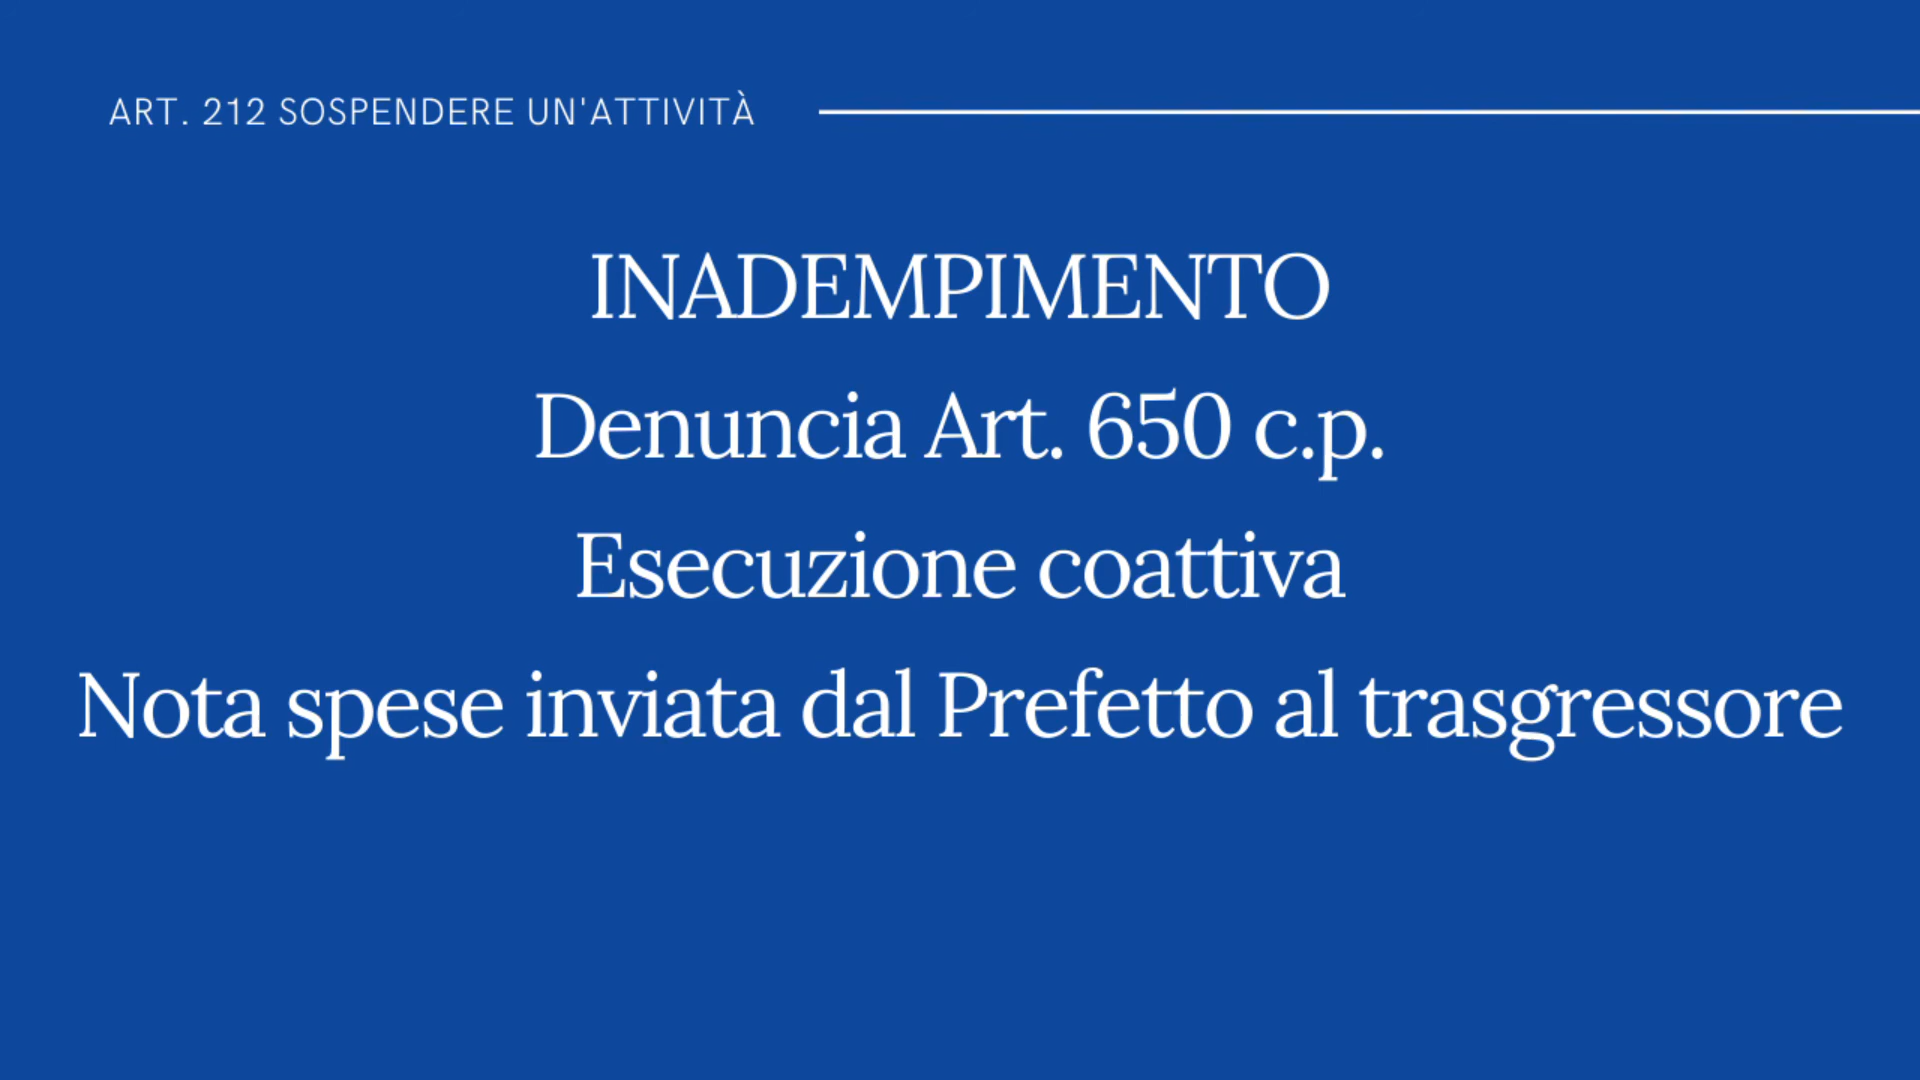 ART. 212 SOSPENDERE UN'ATTIVITÀ
INADEMPIMENTO
Denuncia Art. 650 c.p.
Esecuzione coattiva
Nota spese inviata dal Prefetto al trasgressore